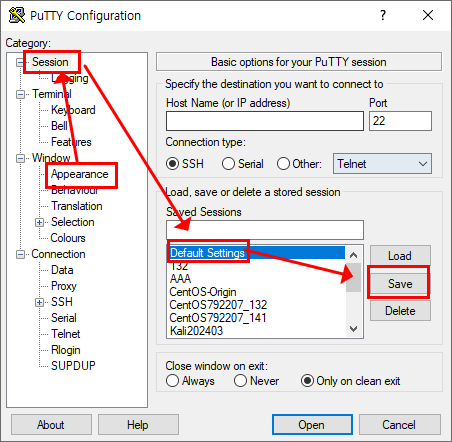 PuTTY Configuration
?
×
Category:
Session
Logging
Terminal
Keyboard
Bell
Features
Window
Appearance
Behaviour
Translation
Selection
Colours
Connection
Data
Proxy
SSH
Serial
Telnet
Rlogin
SUPDUP
Basic options for your PuTTY session
Specify the destination you want to connect to
Host Name (or IP address) Port
22
Connection type:
SSH Serial Other: Telnet
Load, save or delete a stored session
Saved Sessions
Default Settings
132
AAA
CentOS-Origin
CentOS792207_132
CentOS792207_141
Kali202403
Load
Save
Delete
Close window on exit:
Always Never Only on clean exit
About Help Open Cancel